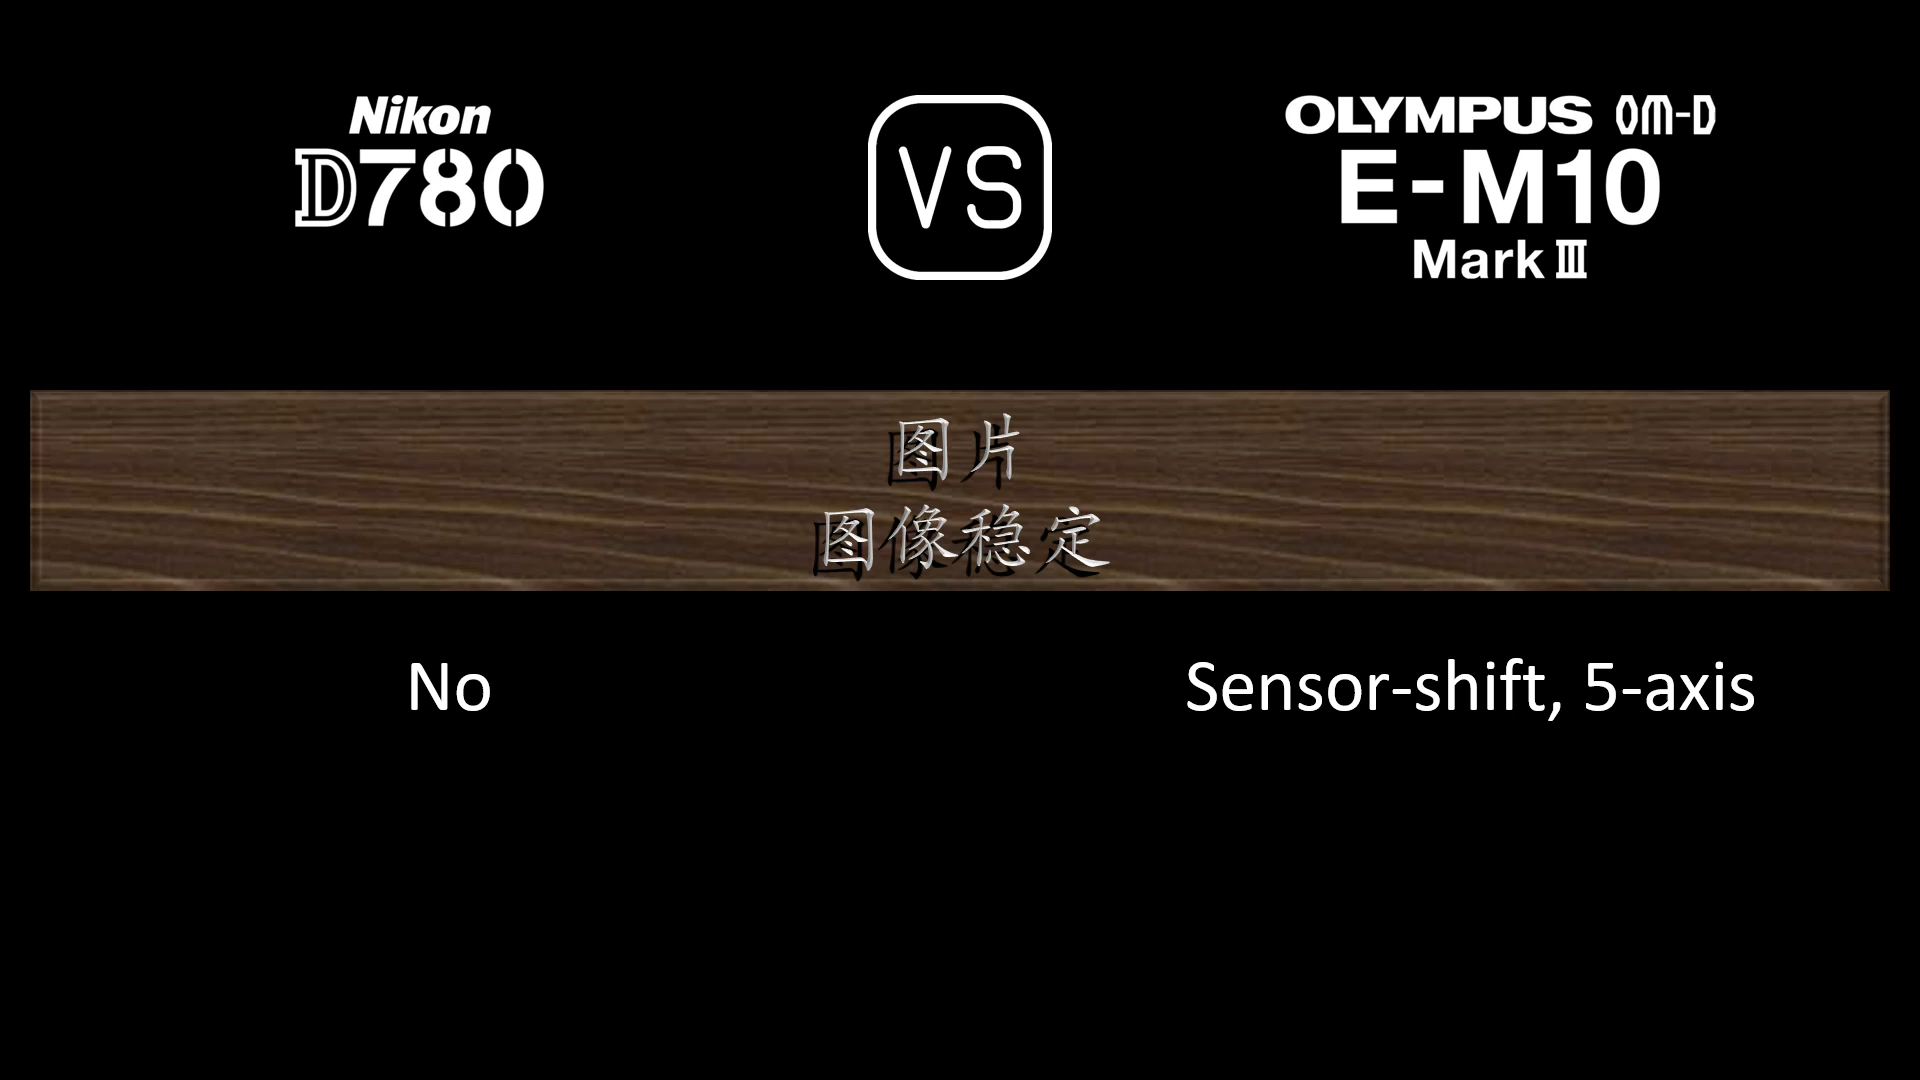 Nikon
D780
VS
OLYMPUS OM-D
E-M10
Mark III
图片
图像稳定
No
Sensor-shift, 5-axis